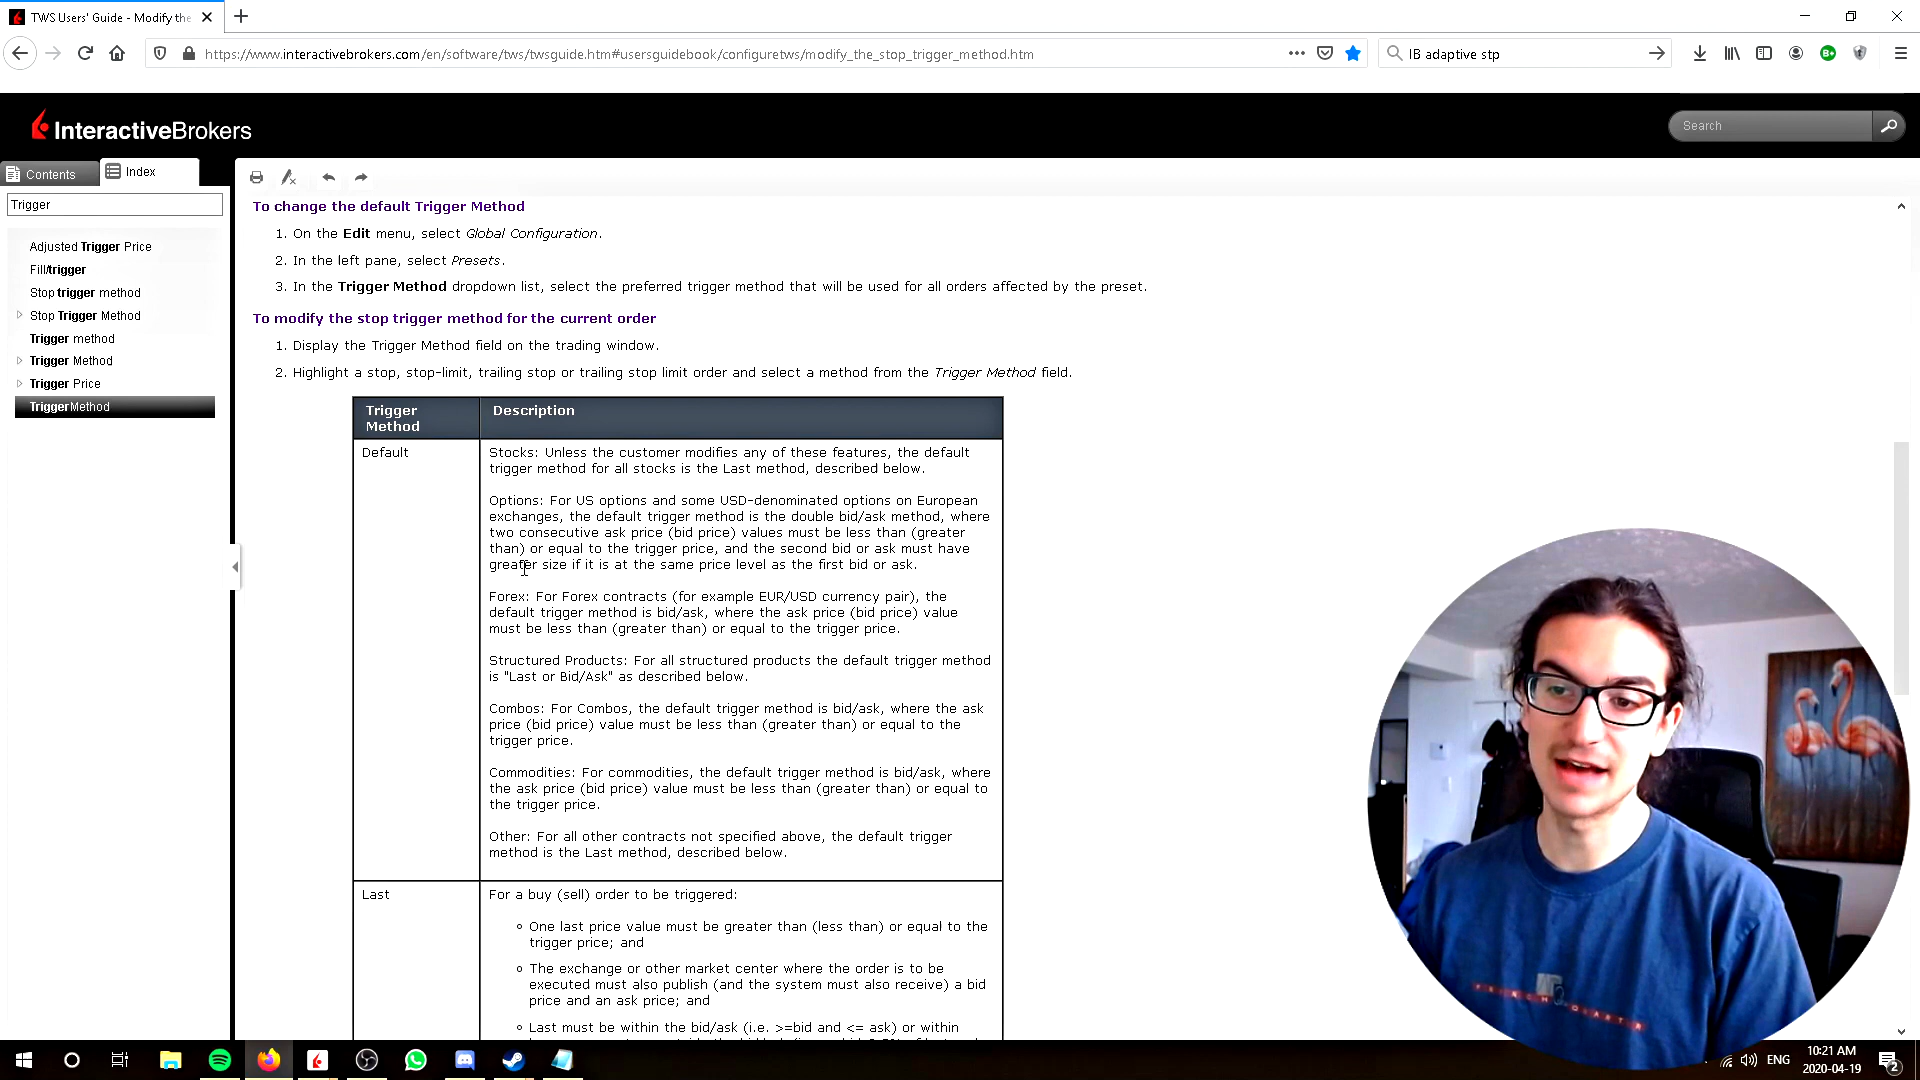 TWS Users' Guide - Modify the
https://www.interactivebrokers.com/en/software/tws/twsguide.htm#usersguidebook/configuretws/modify_the_stop_trigger_method.htm
IB adaptive stp
InteractiveBrokers
Search
Contents
Index
Trigger
Adjusted Trigger Price
Fill/trigger
Stop trigger method
Stop Trigger Method
Trigger method
Trigger Method
Trigger Price
TriggerMethod
To change the default Trigger Method
1. On the Edit menu, select Global Configuration.
2. In the left pane, select Presets.
3. In the Trigger Method dropdown list, select the preferred trigger method that will be used for all orders affected by the preset.
To modify the stop trigger method for the current order
1. Display the Trigger Method field on the trading window.
2. Highlight a stop, stop-limit, trailing stop or trailing stop limit order and select a method from the Trigger Method field.
Trigger
Method
Description
Default
Stocks: Unless the customer modifies any of these features, the default
trigger method for all stocks is the Last method, described below.
Options: For US options and some USD-denominated options on European
exchanges, the default trigger method is the double bid/ask method, where
two consecutive ask price (bid price) values must be less than (greater
than) or equal to the trigger price, and the second bid or ask must have
greater size if it is at the same price level as the first bid or ask.
Forex: For Forex contracts (for example EUR/USD currency pair), the
default trigger method is bid/ask, where the ask price (bid price) value
must be less than (greater than) or equal to the trigger price.
Structured Products: For all structured products the default trigger method
is "Last or Bid/Ask" as described below.
Combos: For Combos, the default trigger method is bid/ask, where the ask
price (bid price) value must be less than (greater than) or equal to the
trigger price.
Commodities: For commodities, the default trigger method is bid/ask, where
the ask price (bid price) value must be less than (greater than) or equal to
the trigger price.
Other: For all other contracts not specified above, the default trigger
method is the Last method, described below.
Last
For a buy (sell) order to be triggered:
One last price value must be greater than (less than) or equal to the
trigger price; and
The exchange or other market center where the order is to be
executed must also publish (and the system must also receive) a bid
price and an ask price; and
Last must be within the bid/ask (i.e. >=bid and <= ask) or within
ENG
10:21 AM
2020-04-19
2